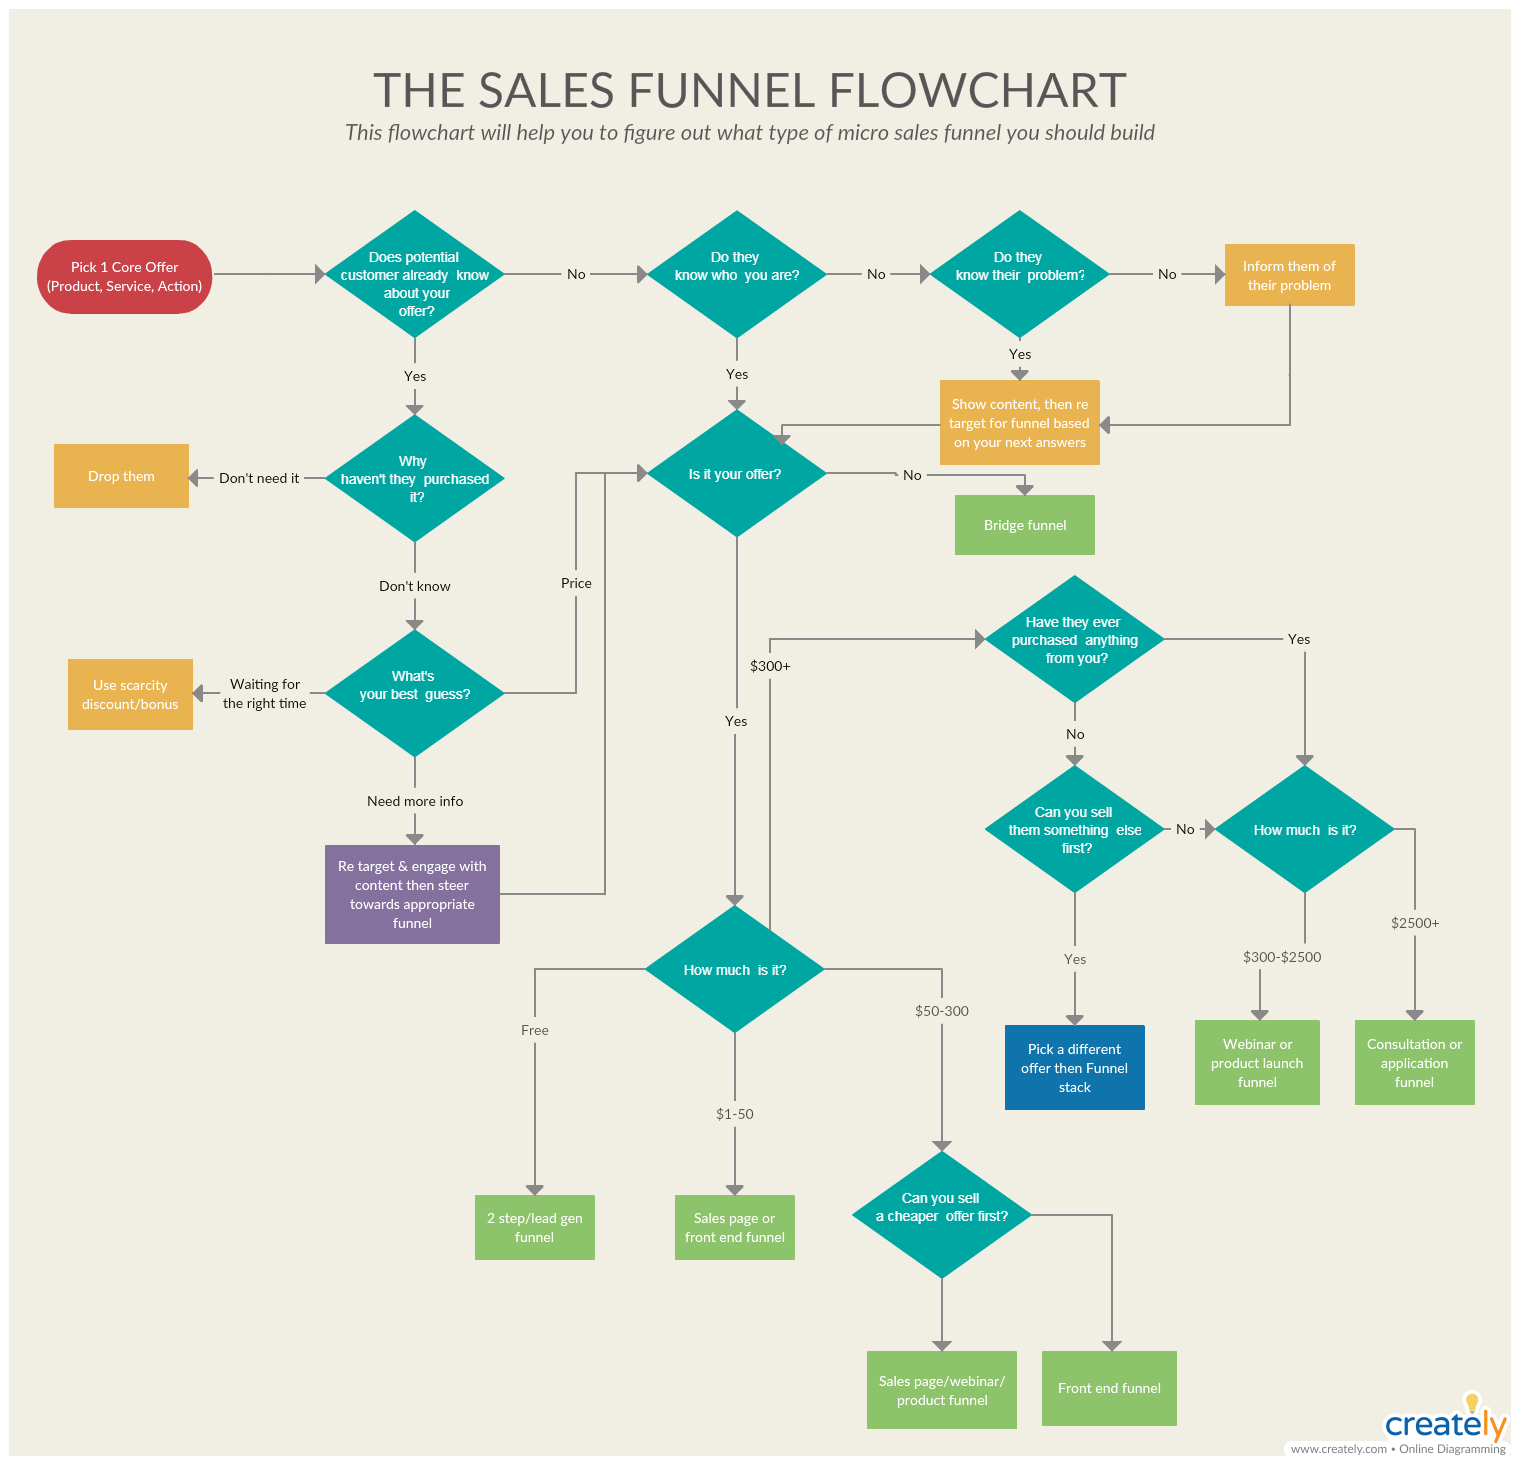 THE SALES FUNNEL FLOWCHART
This flowchart will help you to figure out what type of micro sales funnel you should build
Pick 1 Core Offer
(Product, Service, Action)
Does potential
customer already know
about your
offer?
No
Do they
know who you are?
No
Do they
know their problem?
No
Inform them of
their problem
Yes
Yes
Yes
Show content, then re
target for funnel based
on your next answers
Drop them
Don't need it
Why
haven't they purchased
it?
Is it your offer?
No
Bridge funnel
Don't know
Price
Use scarcity
discount/bonus
Waiting for
the right time
What's
your best guess?
$300+
Have they ever
purchased anything
from you?
Yes
Yes
No
Need more info
Re target & engage with
content then steer
towards appropriate
funnel
Can you sell
them something else
first?
No
How much is it?
How much is it?
Yes
$300-$2500
$2500+
Free
$1-50
$50-300
Pick a different
offer then Funnel
stack
Webinar or
product launch
funnel
Consultation or
application
funnel
2 step/lead gen
funnel
Sales page or
front end funnel
Can you sell
a cheaper offer first?
Sales page/webinar/
product funnel
Front end funnel
creately
www.creately.com • Online Diagramming